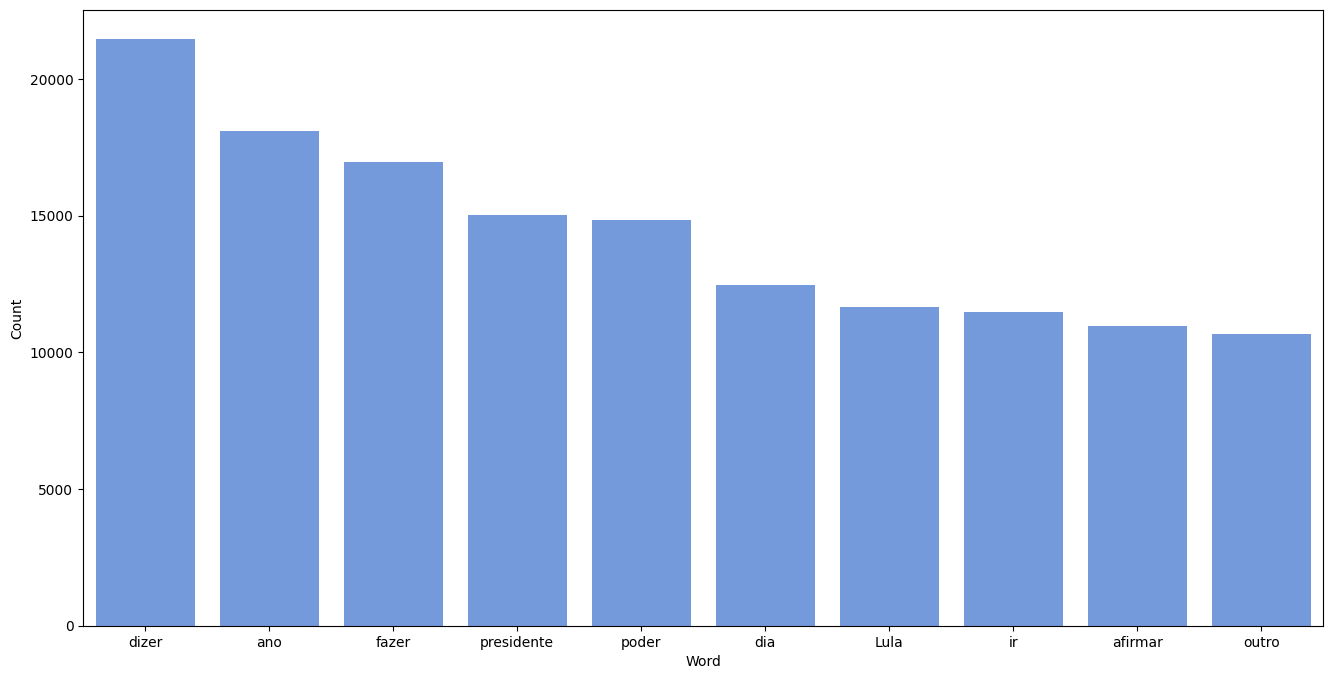 20000
15000
10000
5000
0
Count
dizer ano fazer presidente poder dia Lula ir afirmar outro
Word